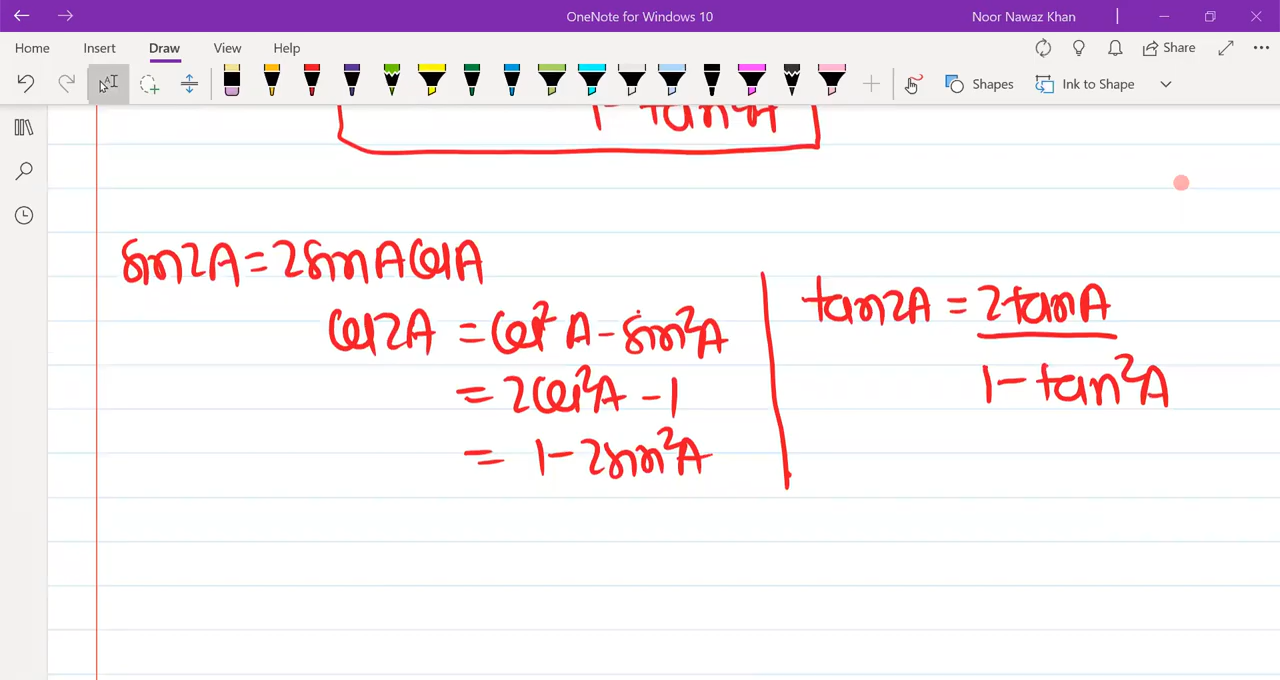 OneNote for Windows 10
Noor Nawaz Khan
Home Insert Draw View Help
Share
Shapes
Ink to Shape
1 - tan²A
sin2A = 2sinAcosA
cos2A = cos²A - sin²A
= 2cos²A - 1
= 1 - 2sin²A
tan2A = 2tanA
1 - tan²A